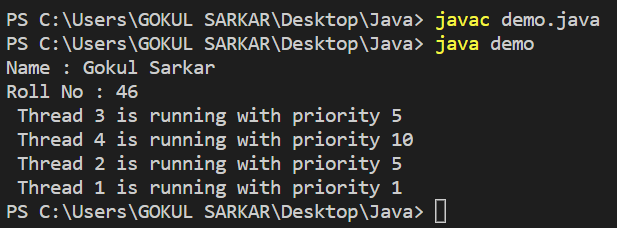 PS C:\Users\GOKUL SARKAR\Desktop\Java> javac demo.java
PS C:\Users\GOKUL SARKAR\Desktop\Java> java demo
Name : Gokul Sarkar
Roll No : 46
 Thread 3 is running with priority 5
 Thread 4 is running with priority 10
 Thread 2 is running with priority 5
 Thread 1 is running with priority 1
PS C:\Users\GOKUL SARKAR\Desktop\Java>